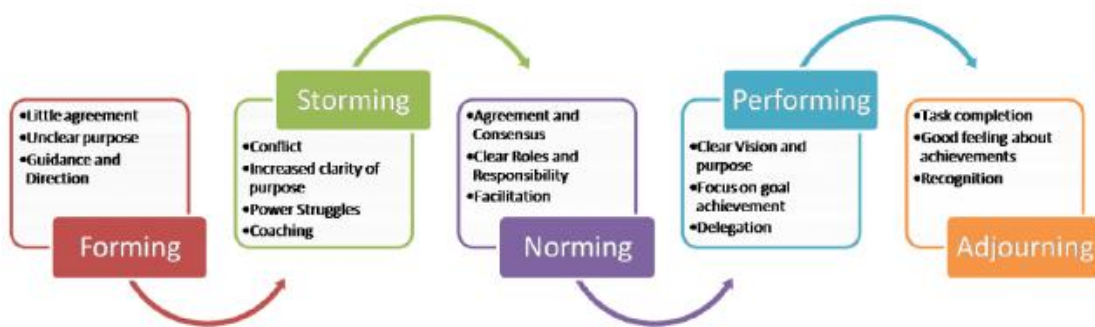 Forming
•Little agreement
•Unclear purpose
•Guidance and
Direction
Storming
•Conflict
•Increased clarity of
purpose
•Power Struggles
•Coaching
Norming
•Agreement and
Consensus
•Clear Roles and
Responsibility
•Facilitation
Performing
•Clear Vision and
purpose
•Focus on goal
achievement
•Delegation
Adjourning
•Task completion
•Good feeling about
achievements
•Recognition